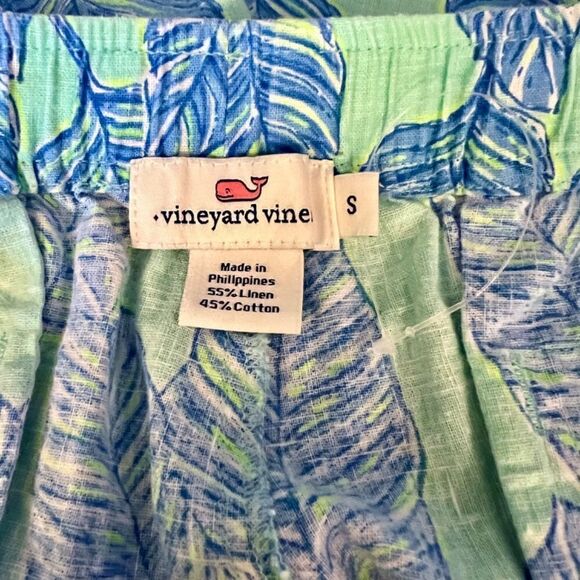 vineyard vine
S
Made in
Philippines
55% Linen
45% Cotton